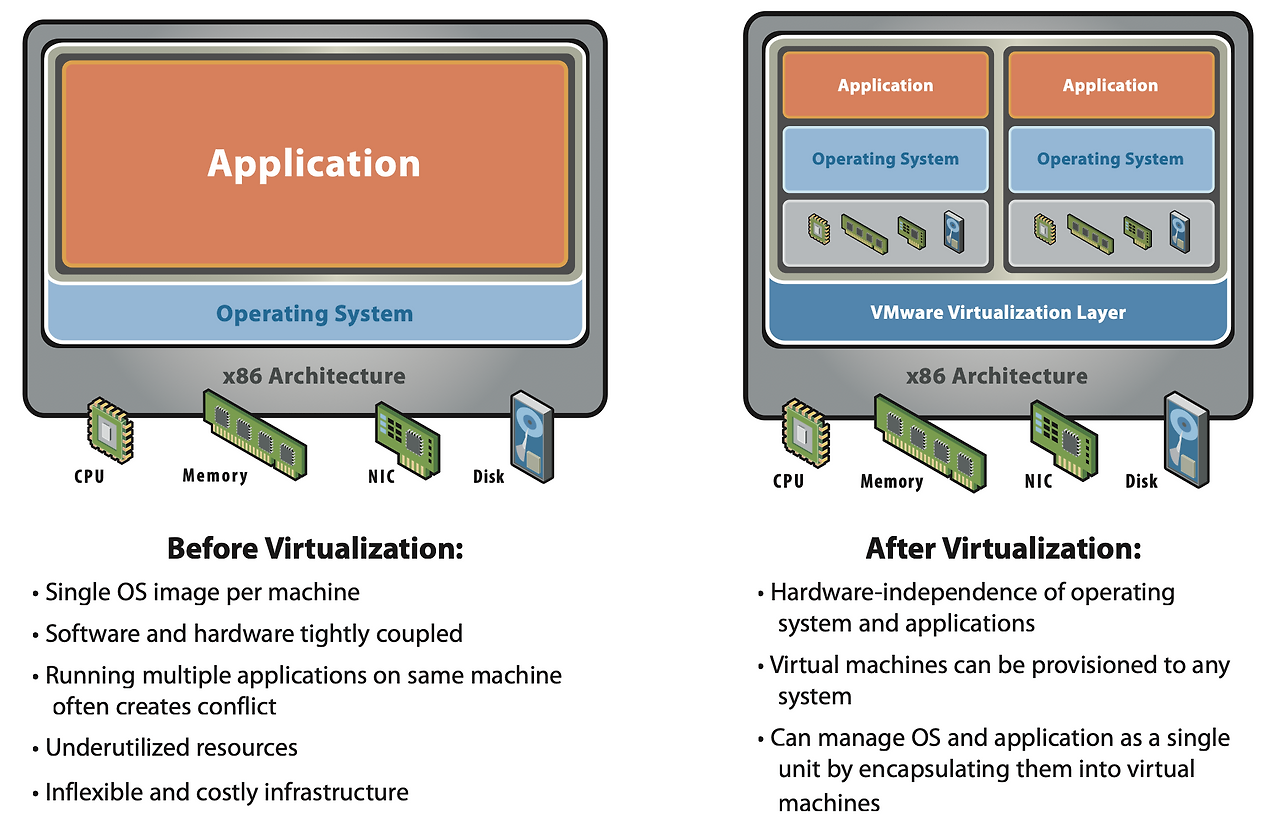 Application
Operating System
x86 Architecture
CPU
Memory
NIC
Disk
Application
Application
Operating System
Operating System
VMware Virtualization Layer
x86 Architecture
CPU
Memory
NIC
Disk
Before Virtualization:
• Single OS image per machine
• Software and hardware tightly coupled
• Running multiple applications on same machine
often creates conflict
• Underutilized resources
• Inflexible and costly infrastructure
After Virtualization:
• Hardware-independence of operating
system and applications
• Virtual machines can be provisioned to any
system
• Can manage OS and application as a single
unit by encapsulating them into virtual
machines